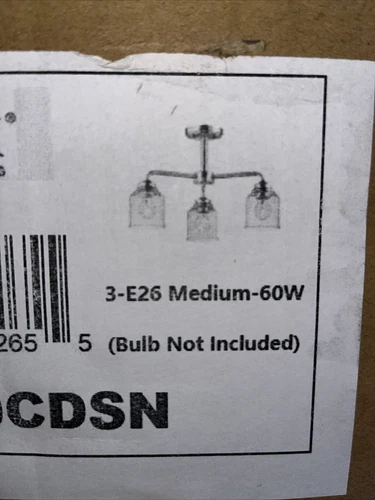 ®
3-E26 Medium-60W
265 5 (Bulb Not Included)
CDSN